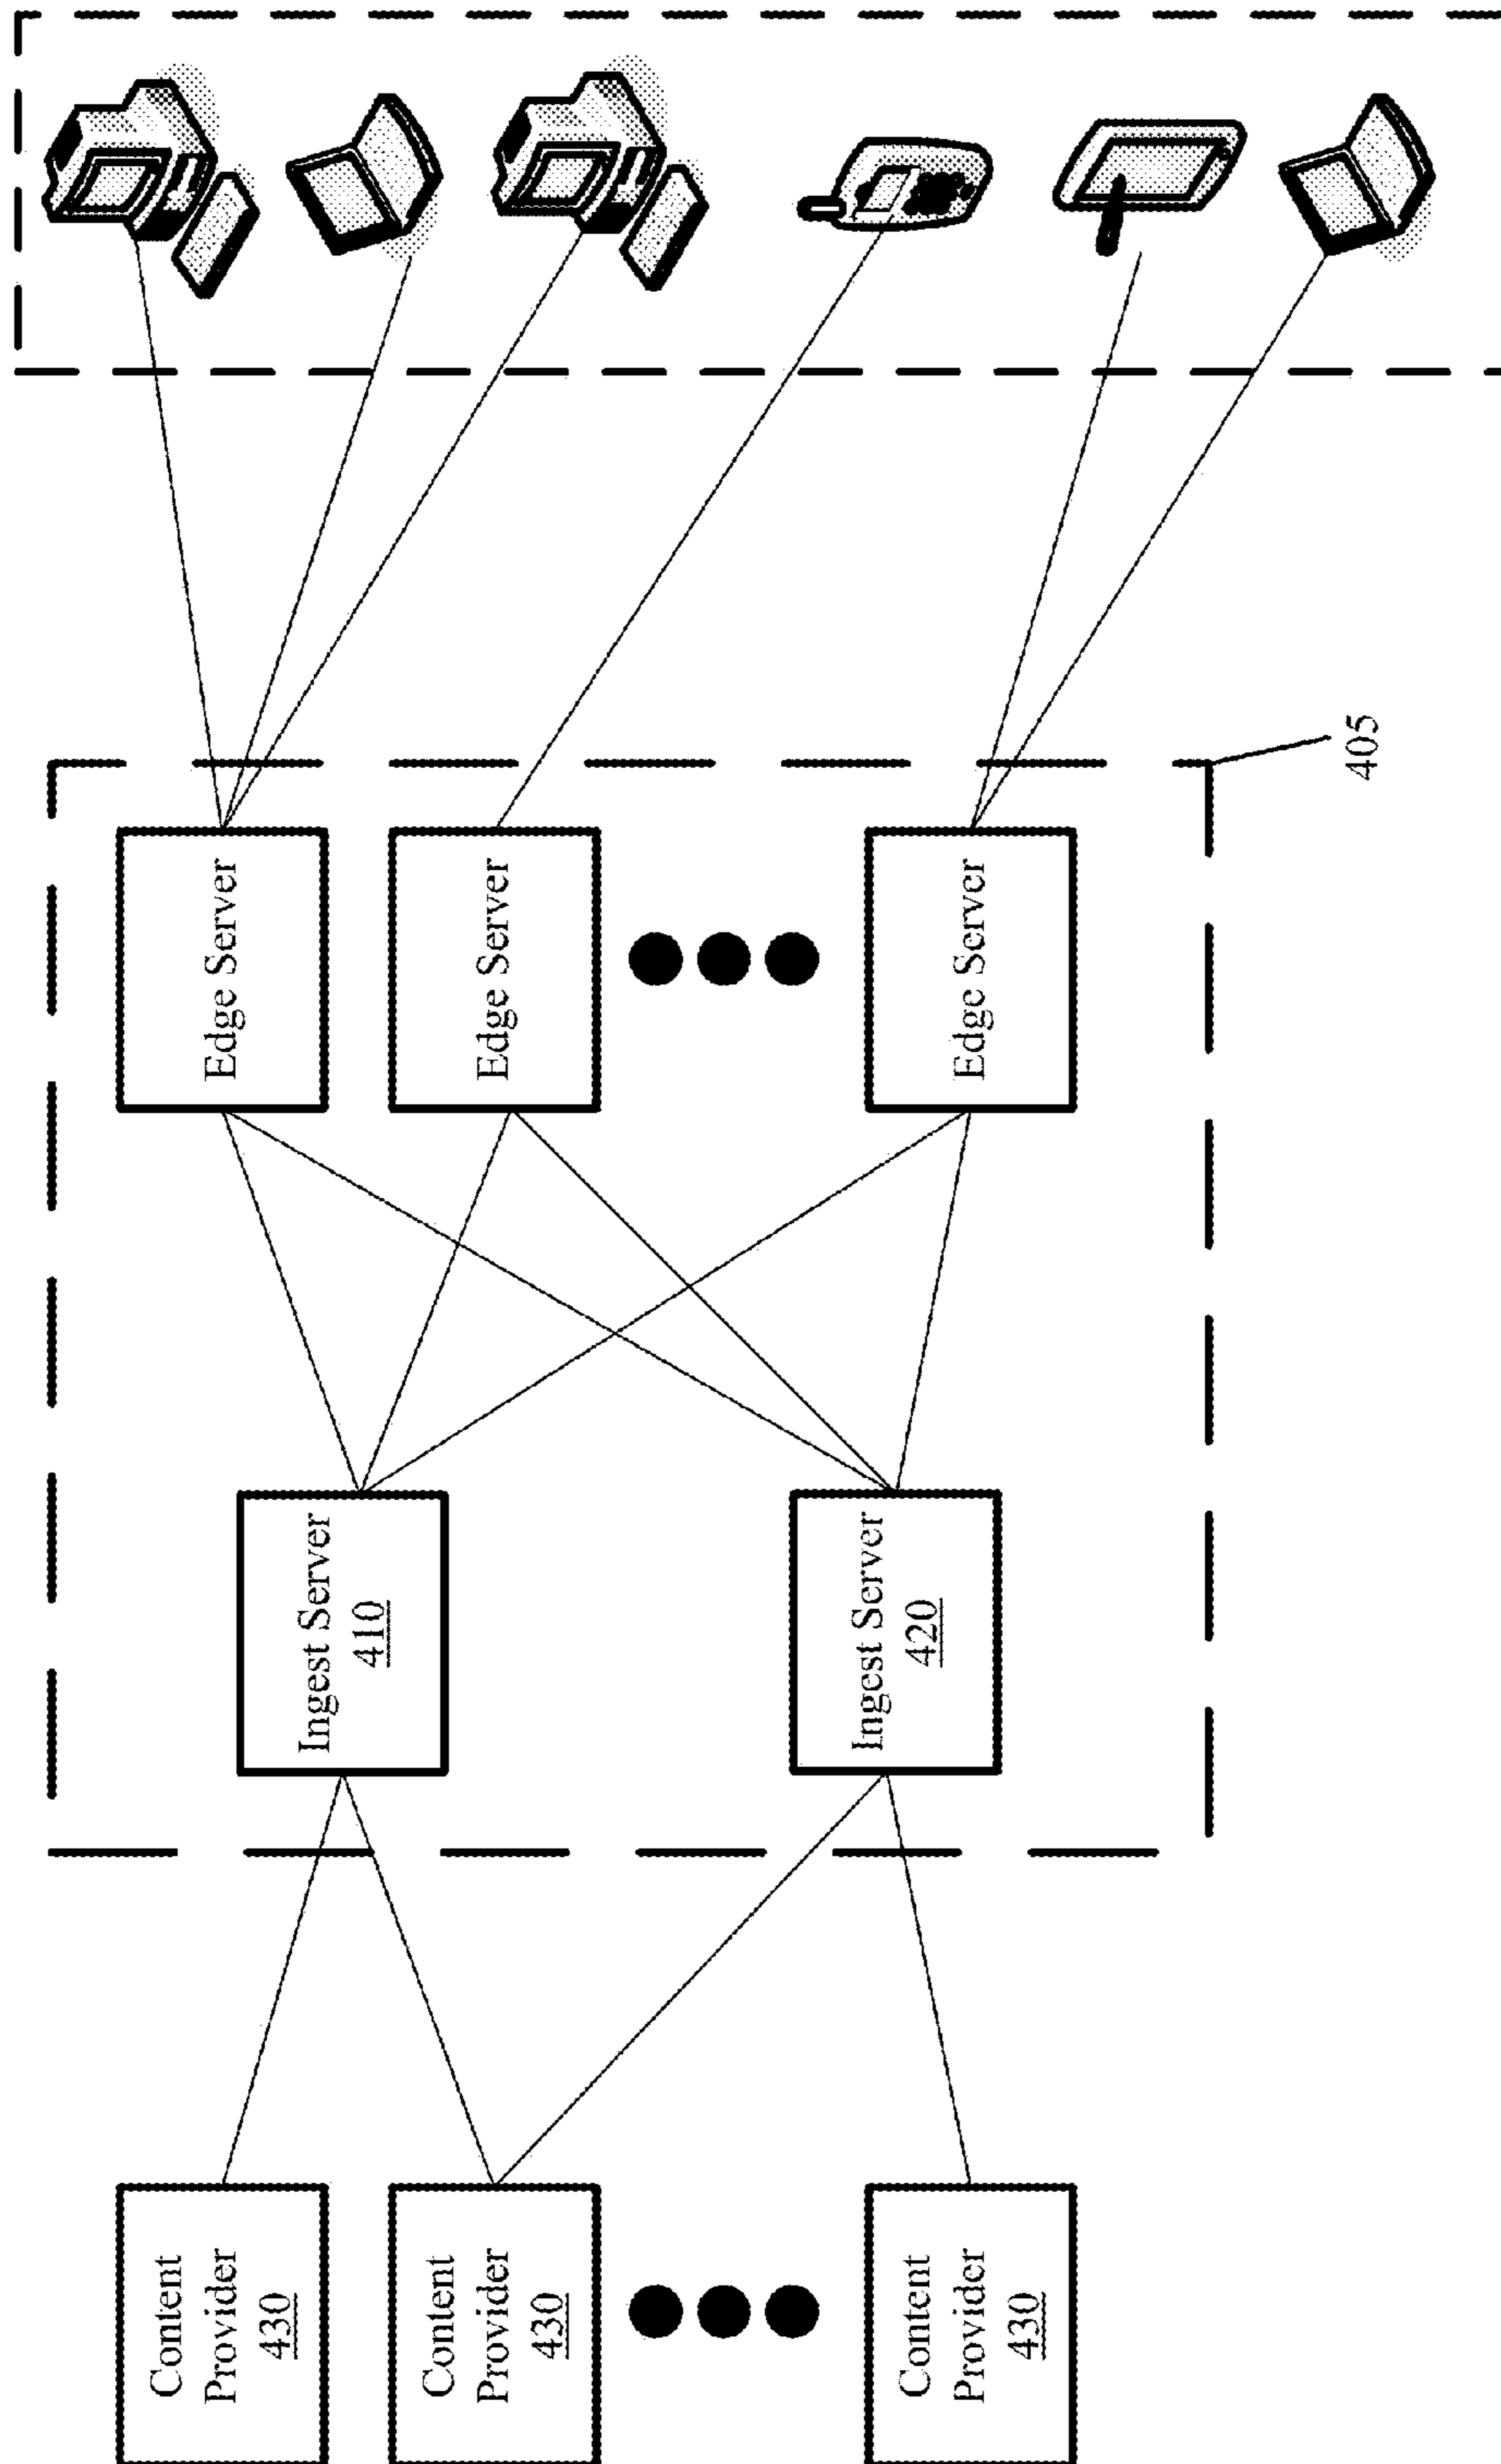 Content
Provider
430
Content
Provider
430
Content
Provider
430
Ingest Server
410
Ingest Server
420
Edge Server
Edge Server
Edge Server
405